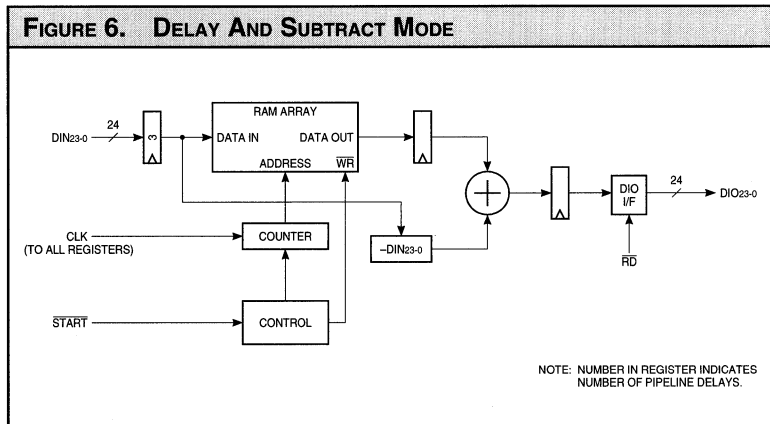 FIGURE 6. DELAY AND SUBTRACT MODE
RAM ARRAY
DIN23-0
24
3
DATA IN
DATA OUT
ADDRESS
WR
CLK
(TO ALL REGISTERS)
COUNTER
–DIN23-0
START
CONTROL
DIO
I/F
24
DIO23-0
RD
NOTE: NUMBER IN REGISTER INDICATES
NUMBER OF PIPELINE DELAYS.